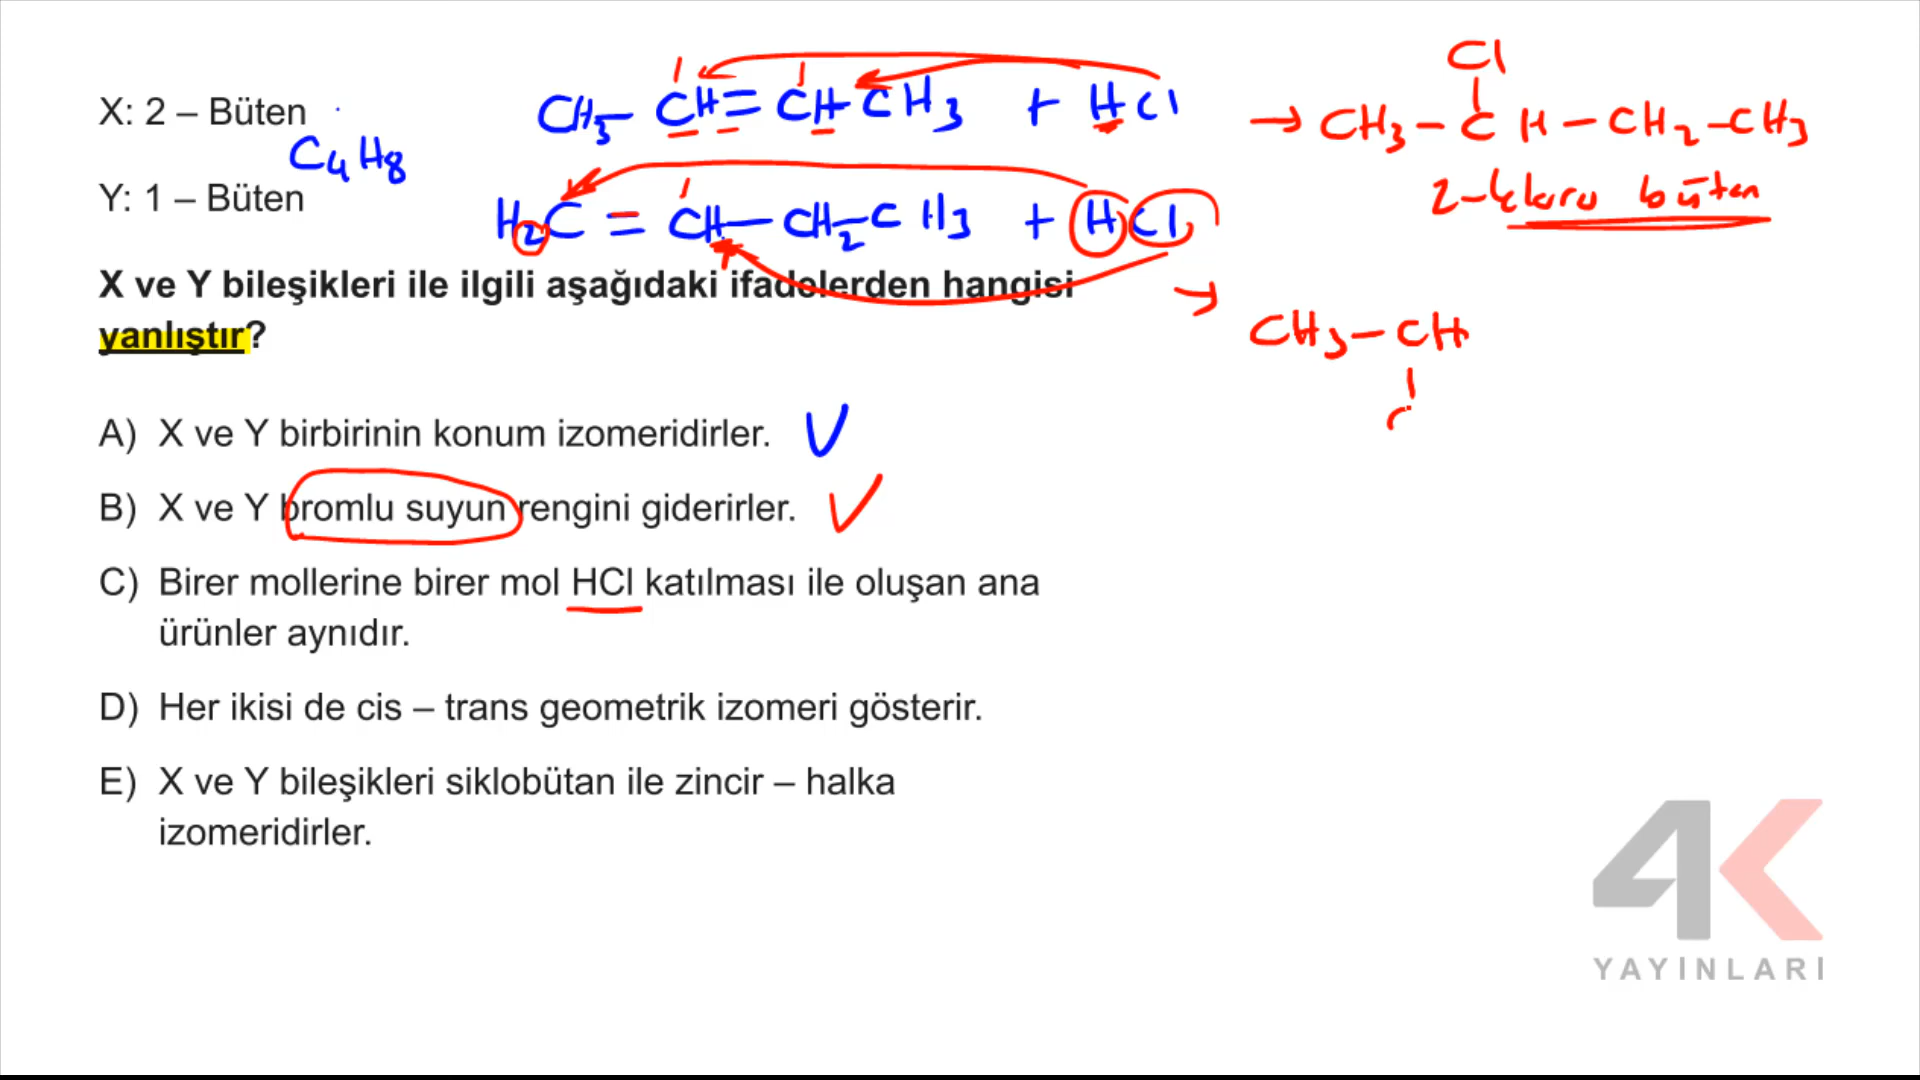 Cl
X: 2 – Büten
CH3 – CH = CH – CH3 + HCl → CH3 – CH – CH2 – CH3
C4H8
2-kloro büten
Y: 1 – Büten
H2C = CH – CH2 – CH3 + HCl
→
X ve Y bileşikleri ile ilgili aşağıdaki ifadelerden hangisi
yanlıştır?
CH3 – CH
A) X ve Y birbirinin konum izomeridirler.
B) X ve Y bromlu suyun rengini giderirler.
C) Birer mollerine birer mol HCl katılması ile oluşan ana
ürünler aynıdır.
D) Her ikisi de cis – trans geometrik izomeri gösterir.
E) X ve Y bileşikleri siklobütan ile zincir – halka
izomeridirler.
4K
YAYINLARI